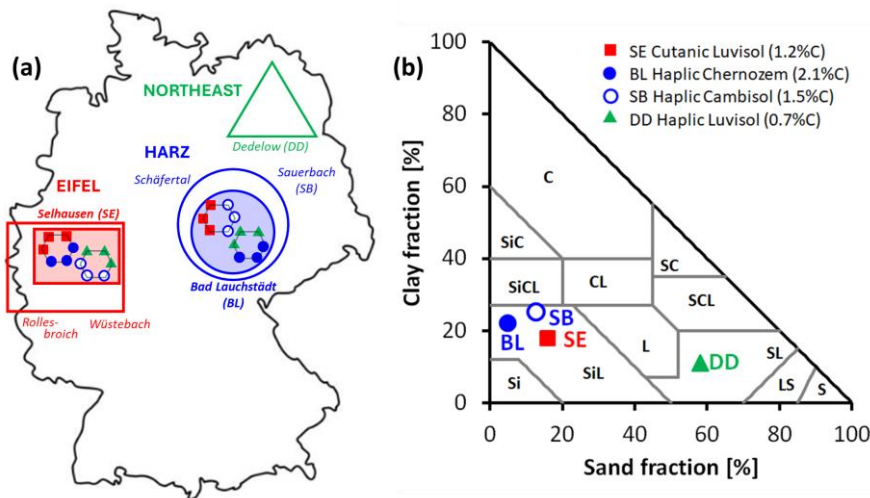 (a)
NORTHEAST
Dedelow (DD)
HARZ
Schäfertal
Sauerbach
(SB)
EIFEL
Selhausen (SE)
Bad Lauchstädt
(BL)
Rolles-
broich
Wüstebach
(b)
Clay fraction [%]
100
80
60
40
20
0
SE Cutanic Luvisol (1.2%C)
BL Haplic Chernozem (2.1%C)
SB Haplic Cambisol (1.5%C)
DD Haplic Luvisol (0.7%C)
C
SiC
SC
SiCL
CL
SCL
SB
BL
SE
L
DD
SL
Si
SiL
LS
S
0
20
40
60
80
100
Sand fraction [%]